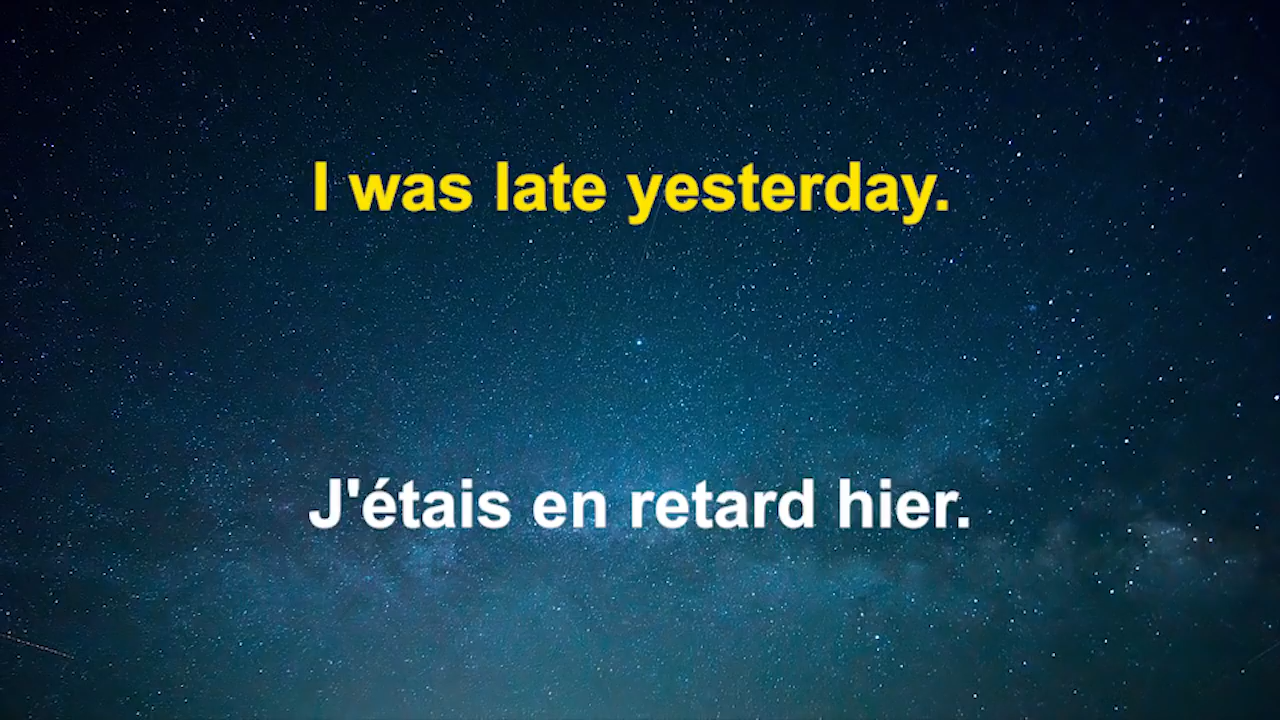 I was late yesterday.
J'étais en retard hier.